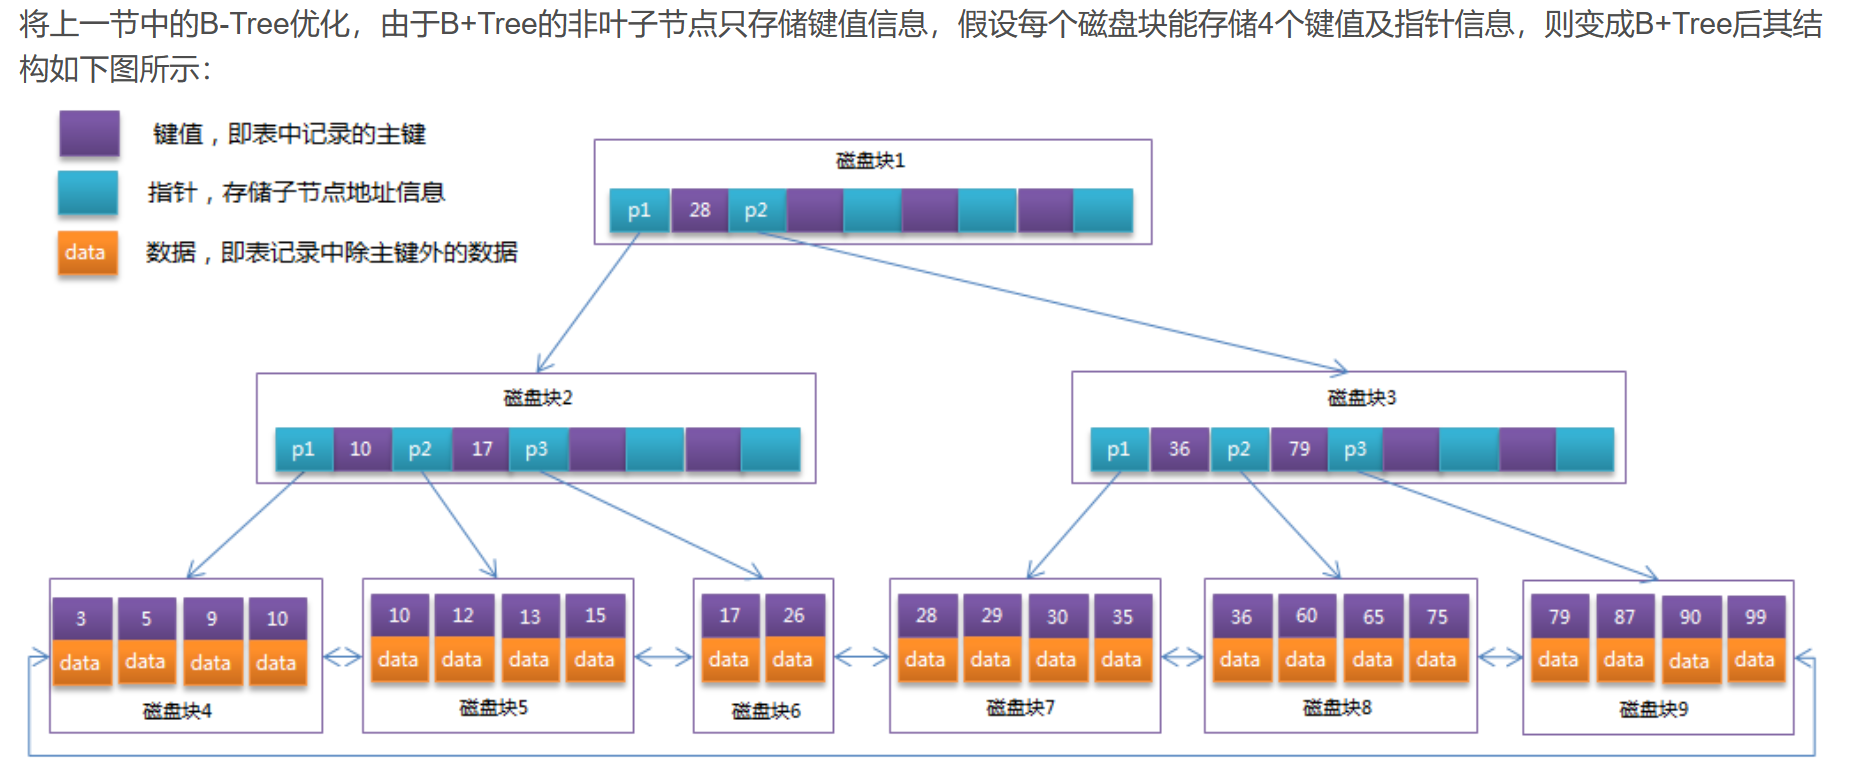 将上一节中的B-Tree优化，由于B+Tree的非叶子节点只存储键值信息，假设每个磁盘块能存储4个键值及指针信息，则变成B+Tree后其结
构如下图所示：
键值，即表中记录的主键
指针，存储子节点地址信息
data 数据，即表记录中除主键外的数据
磁盘块1
p1 28 p2
磁盘块2
p1 10 p2 17 p3
磁盘块3
p1 36 p2 79 p3
3 5 9 10
data data data data
磁盘块4
10 12 13 15
data data data data
磁盘块5
17 26
data data
磁盘块6
28 29 30 35
data data data data
磁盘块7
36 60 65 75
data data data data
磁盘块8
79 87 90 99
data data data data
磁盘块9